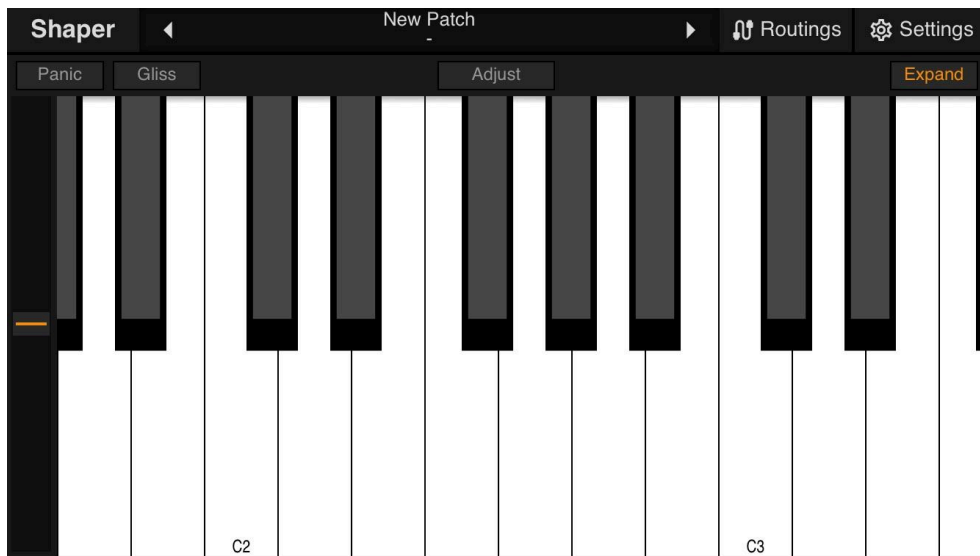 Shaper
New Patch
-
Routings
Settings
Panic
Gliss
Adjust
Expand
C2
C3